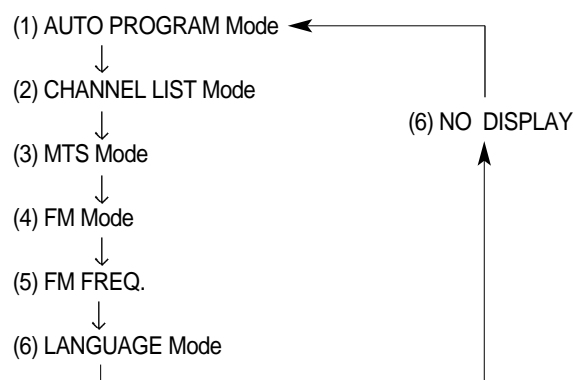 (1) AUTO PROGRAM Mode
(2) CHANNEL LIST Mode
(6) NO DISPLAY
(3) MTS Mode
(4) FM Mode
(5) FM FREQ.
(6) LANGUAGE Mode